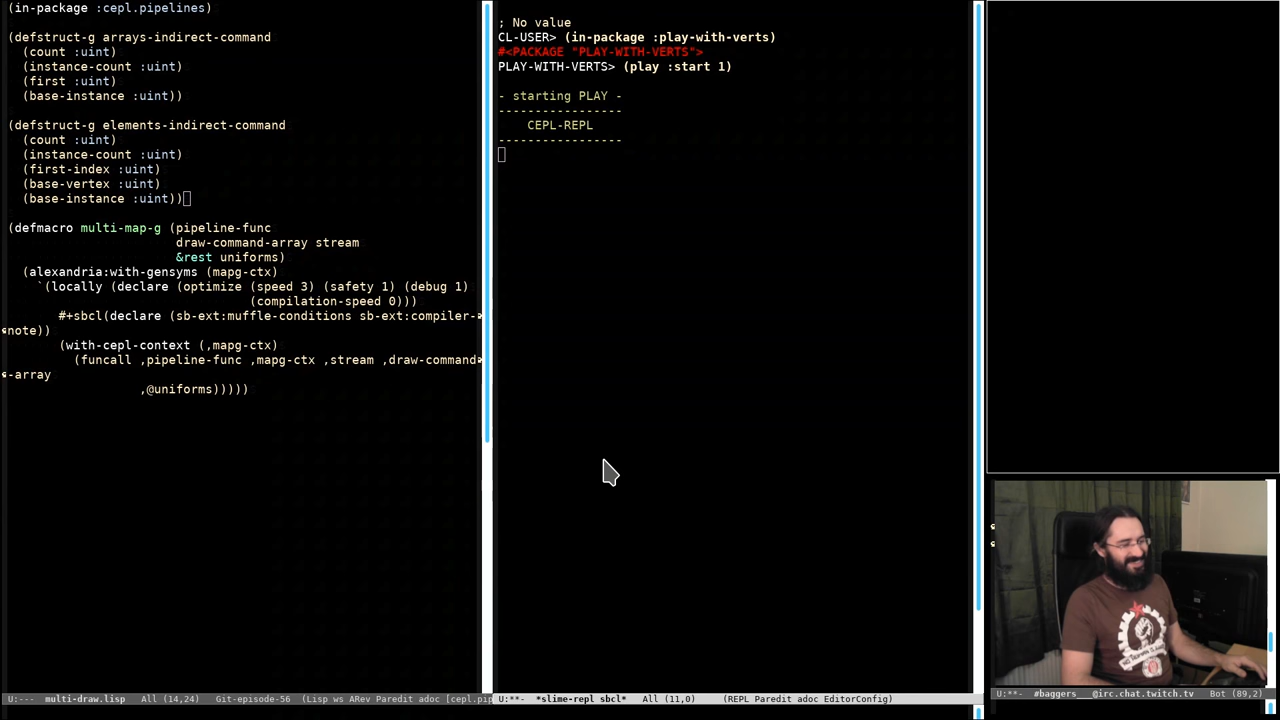 (in-package :cepl.pipelines)
(defstruct-g arrays-indirect-command
(count :uint)
(instance-count :uint)
(first :uint)
(base-instance :uint))
(defstruct-g elements-indirect-command
(count :uint)
(instance-count :uint)
(first-index :uint)
(base-vertex :uint)
(base-instance :uint))
(defmacro multi-map-g (pipeline-func
draw-command-array stream
&rest uniforms)
(alexandria:with-gensyms (mapg-ctx)
`(locally (declare (optimize (speed 3) (safety 1) (debug 1)
(compilation-speed 0)))
#+sbcl(declare (sb-ext:muffle-conditions sb-ext:compiler-
note))
(with-cepl-context (,mapg-ctx)
(funcall ,pipeline-func ,mapg-ctx ,stream ,draw-command
-array
,@uniforms)))))
U:--- multi-draw.lisp All (14,24) Git-episode-56 (Lisp ws ARev Paredit adoc [cepl.pip
; No value
CL-USER> (in-package :play-with-verts)
#<PACKAGE "PLAY-WITH-VERTS">
PLAY-WITH-VERTS> (play :start 1)
- starting PLAY -
-----------------
CEPL-REPL
-----------------
U:**- *slime-repl sbcl* All (11,0) (REPL Paredit adoc EditorConfig)
U:**- #baggers___@irc.chat.twitch.tv Bot (89,2)